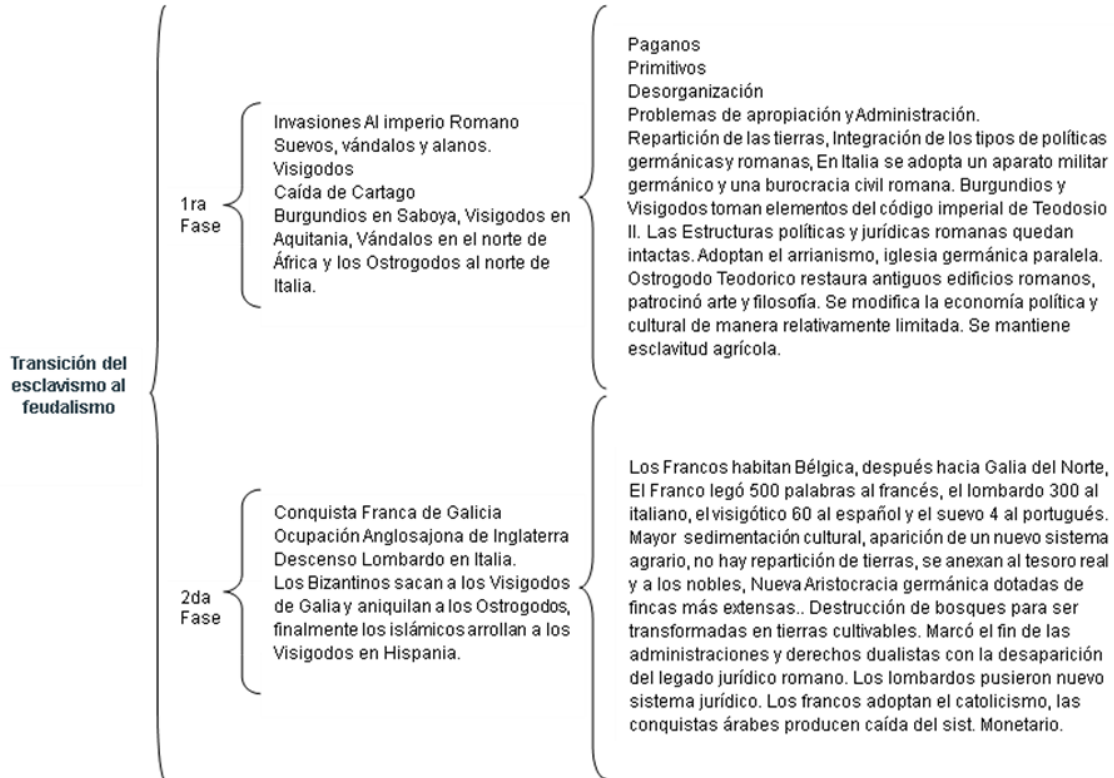 Transición del
esclavismo al
feudalismo
1ra
Fase
Invasiones Al imperio Romano
Suevos, vándalos y alanos.
Visigodos
Caída de Cartago
Burgundios en Saboya, Visigodos en
Aquitania, Vándalos en el norte de
África y los Ostrogodos al norte de
Italia.
Paganos
Primitivos
Desorganización
Problemas de apropiación y Administración.
Repartición de las tierras, Integración de los tipos de políticas
germánicas y romanas, En Italia se adopta un aparato militar
germánico y una burocracia civil romana. Burgundios y
Visigodos toman elementos del código imperial de Teodosio
II. Las Estructuras políticas y jurídicas romanas quedan
intactas. Adoptan el arrianismo, iglesia germánica paralela.
Ostrogodo Teodorico restaura antiguos edificios romanos,
patrocinó arte y filosofía. Se modifica la economía política y
cultural de manera relativamente limitada. Se mantiene
esclavitud agrícola.
2da
Fase
Conquista Franca de Galicia
Ocupación Anglosajona de Inglaterra
Descenso Lombardo en Italia.
Los Bizantinos sacan a los Visigodos
de Galia y aniquilan a los Ostrogodos,
finalmente los islámicos arrollan a los
Visigodos en Hispania.
Los Francos habitan Bélgica, después hacia Galia del Norte,
El Franco legó 500 palabras al francés, el lombardo 300 al
italiano, el visigótico 60 al español y el suevo 4 al portugués.
Mayor sedimentación cultural, aparición de un nuevo sistema
agrario, no hay repartición de tierras, se anexan al tesoro real
y a los nobles, Nueva Aristocracia germánica dotadas de
fincas más extensas.. Destrucción de bosques para ser
transformadas en tierras cultivables. Marcó el fin de las
administraciones y derechos dualistas con la desaparición
del legado jurídico romano. Los lombardos pusieron nuevo
sistema jurídico. Los francos adoptan el catolicismo, las
conquistas árabes producen caída del sist. Monetario.